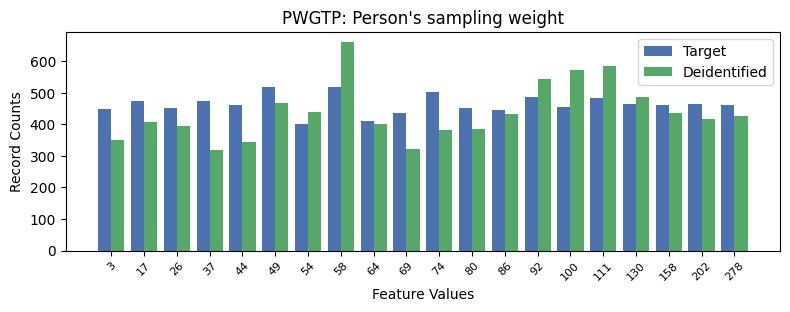 PWGTP: Person's sampling weight
Record Counts
600
500
400
300
200
100
0
Target
Deidentified
3 17 26 37 44 49 54 58 64 69 74 80 86 92 100 111 130 158 202 278
Feature Values